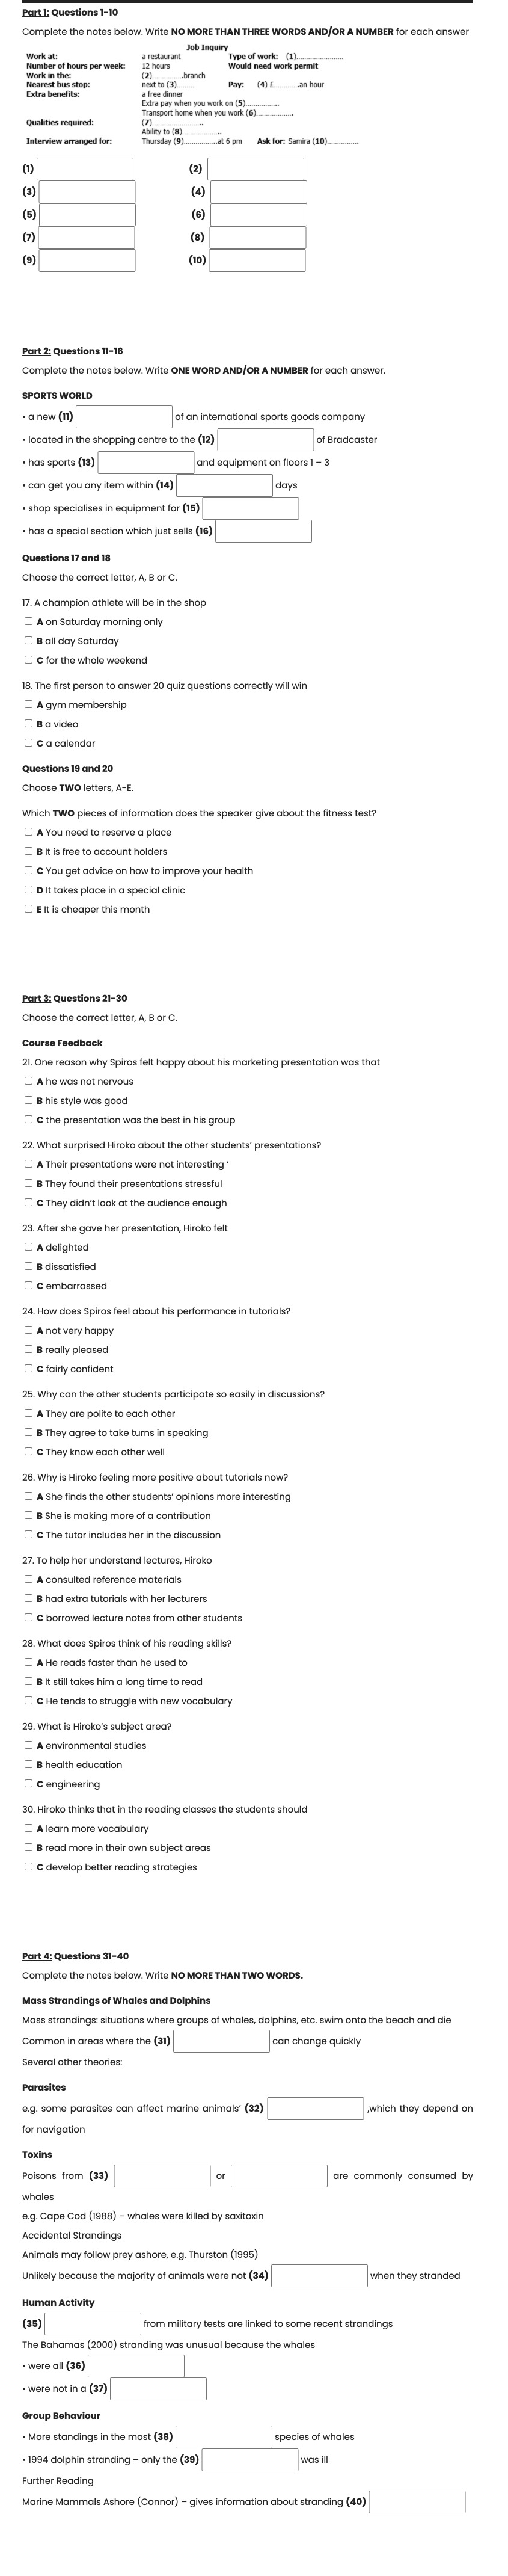 Part 1: Questions 1-10
Complete the notes below. Write NO MORE THAN THREE WORDS AND/OR A NUMBER for each answer
Job Inquiry
Work at: a restaurant Type of work: (1)......................
Number of hours per week: 12 hours Would need work permit
Work in the: (2)..............branch
Nearest bus stop: next to (3)......... Pay: (4) £............an hour
Extra benefits: a free dinner
Extra pay when you work on (5)................
Transport home when you work (6)..................
Qualities required: (7)......................
Ability to (8)......................
Interview arranged for: Thursday (9)................at 6 pm Ask for: Samira (10)...............
(1) (2)
(3) (4)
(5) (6)
(7) (8)
(9) (10)
Part 2: Questions 11-16
Complete the notes below. Write ONE WORD AND/OR A NUMBER for each answer.
SPORTS WORLD
• a new (11) of an international sports goods company
• located in the shopping centre to the (12) of Bradcaster
• has sports (13) and equipment on floors 1 – 3
• can get you any item within (14) days
• shop specialises in equipment for (15)
• has a special section which just sells (16)
Questions 17 and 18
Choose the correct letter, A, B or C.
17. A champion athlete will be in the shop
A on Saturday morning only
B all day Saturday
C for the whole weekend
18. The first person to answer 20 quiz questions correctly will win
A gym membership
B a video
C a calendar
Questions 19 and 20
Choose TWO letters, A-E.
Which TWO pieces of information does the speaker give about the fitness test?
A You need to reserve a place
B It is free to account holders
C You get advice on how to improve your health
D It takes place in a special clinic
E It is cheaper this month
Part 3: Questions 21-30
Choose the correct letter, A, B or C.
Course Feedback
21. One reason why Spiros felt happy about his marketing presentation was that
A he was not nervous
B his style was good
C the presentation was the best in his group
22. What surprised Hiroko about the other students' presentations?
A Their presentations were not interesting '
B They found their presentations stressful
C They didn't look at the audience enough
23. After she gave her presentation, Hiroko felt
A delighted
B dissatisfied
C embarrassed
24. How does Spiros feel about his performance in tutorials?
A not very happy
B really pleased
C fairly confident
25. Why can the other students participate so easily in discussions?
A They are polite to each other
B They agree to take turns in speaking
C They know each other well
26. Why is Hiroko feeling more positive about tutorials now?
A She finds the other students' opinions more interesting
B She is making more of a contribution
C The tutor includes her in the discussion
27. To help her understand lectures, Hiroko
A consulted reference materials
B had extra tutorials with her lecturers
C borrowed lecture notes from other students
28. What does Spiros think of his reading skills?
A He reads faster than he used to
B It still takes him a long time to read
C He tends to struggle with new vocabulary
29. What is Hiroko's subject area?
A environmental studies
B health education
C engineering
30. Hiroko thinks that in the reading classes the students should
A learn more vocabulary
B read more in their own subject areas
C develop better reading strategies
Part 4: Questions 31-40
Complete the notes below. Write NO MORE THAN TWO WORDS.
Mass Strandings of Whales and Dolphins
Mass strandings: situations where groups of whales, dolphins, etc. swim onto the beach and die
Common in areas where the (31) can change quickly
Several other theories:
Parasites
e.g. some parasites can affect marine animals' (32) ,which they depend on
for navigation
Toxins
Poisons from (33) or are commonly consumed by
whales
e.g. Cape Cod (1988) – whales were killed by saxitoxin
Accidental Strandings
Animals may follow prey ashore, e.g. Thurston (1995)
Unlikely because the majority of animals were not (34) when they stranded
Human Activity
(35) from military tests are linked to some recent strandings
The Bahamas (2000) stranding was unusual because the whales
• were all (36)
• were not in a (37)
Group Behaviour
• More standings in the most (38) species of whales
• 1994 dolphin stranding – only the (39) was ill
Further Reading
Marine Mammals Ashore (Connor) – gives information about stranding (40)